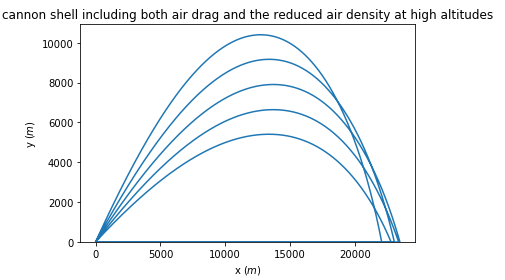 cannon shell including both air drag and the reduced air density at high altitudes
10000
8000
6000
4000
2000
0
y (m)
0 5000 10000 15000 20000
x (m)